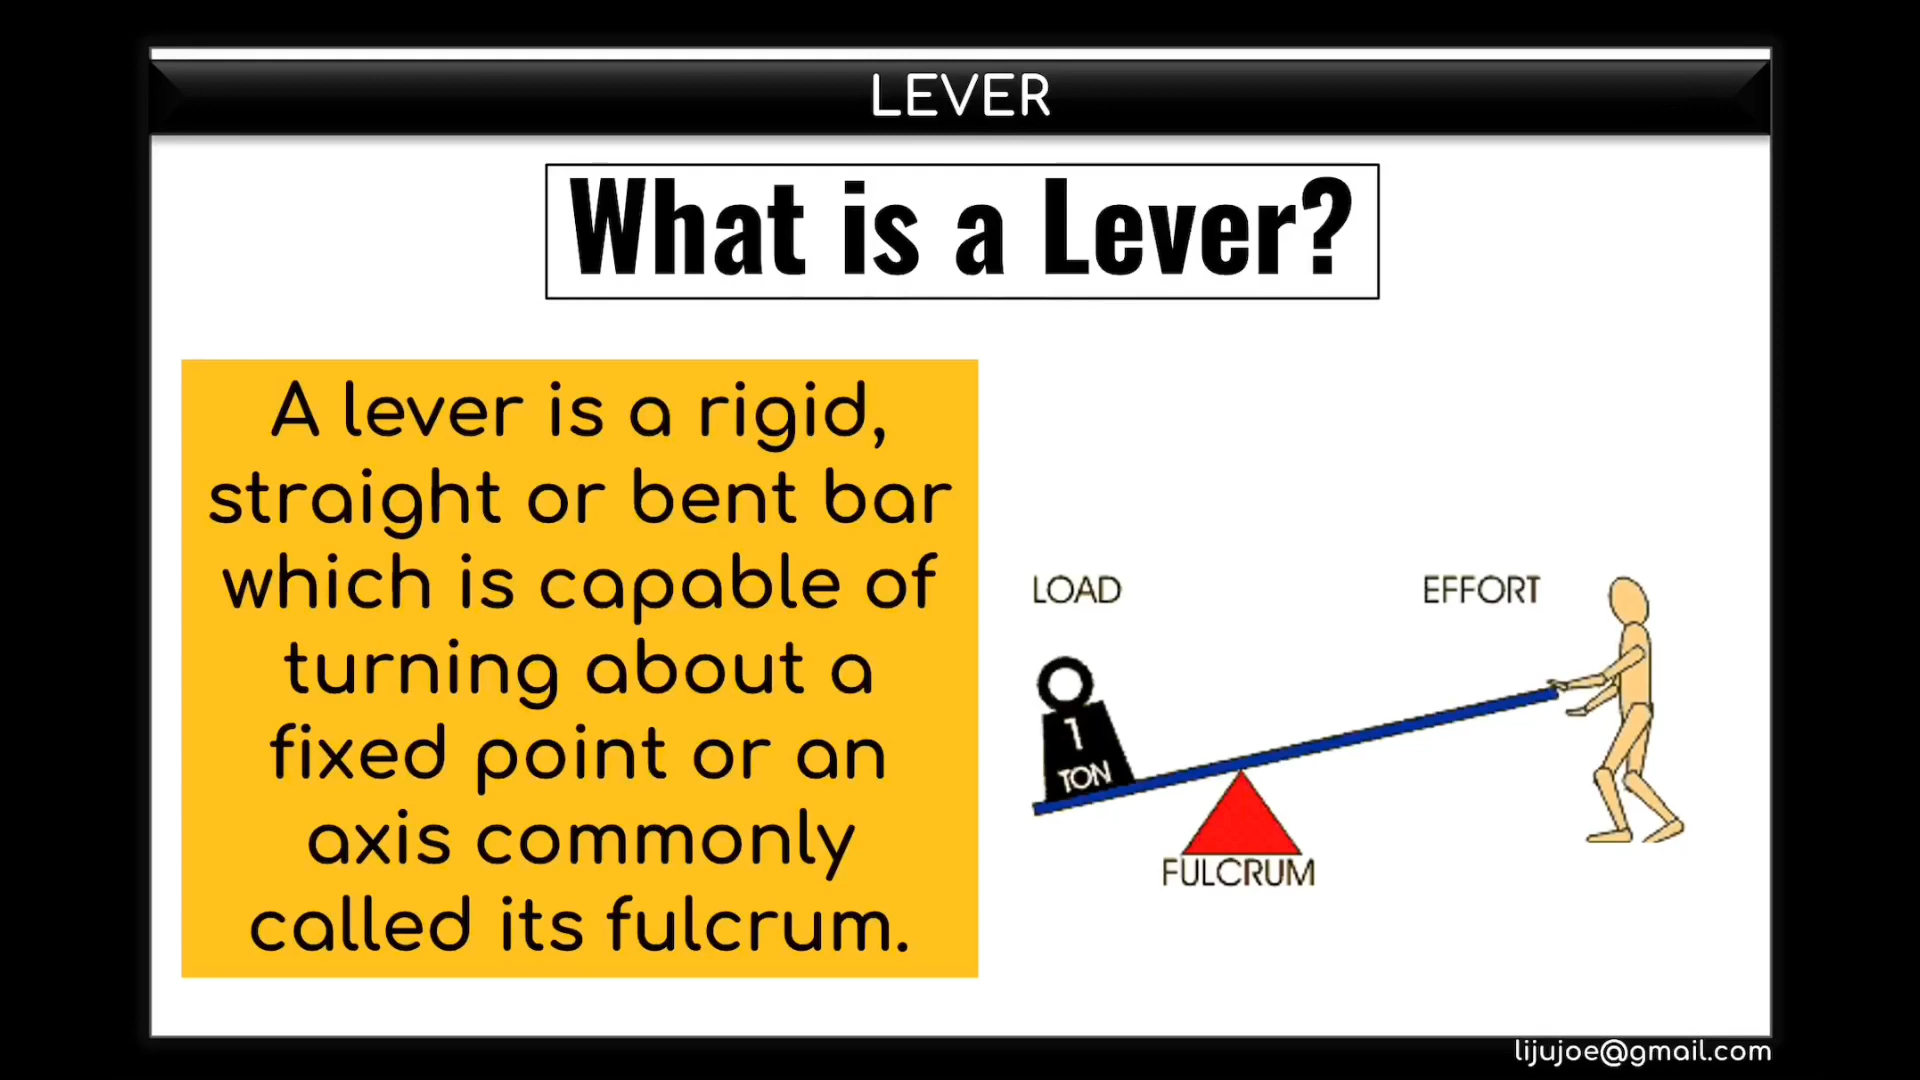 LEVER
What is a Lever?
A lever is a rigid,
straight or bent bar
which is capable of
turning about a
fixed point or an
axis commonly
called its fulcrum.
LOAD
EFFORT
1
TON
FULCRUM
lijujoe@gmail.com